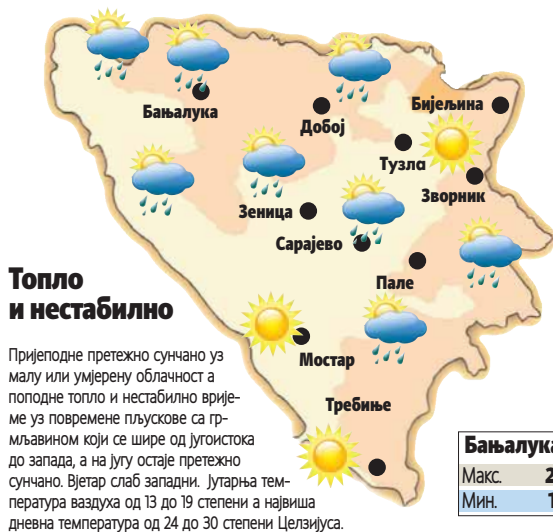 Бањалука
Добој
Бијељина
Тузла
Зворник
Зеница
Сарајево
Пале
Мостар
Требиње
Топло
и нестабилно
Пријеподне претежно сунчано уз
малу или умјерену облачност а
поподне топло и нестабилно врије-
ме уз повремене пљускове са гр-
мљавином који се шире од југоистока
до запада, а на југу остаје претежно
сунчано. Вјетар слаб западни. Јутарња тем-
пература ваздуха од 13 до 19 степени а највиша
дневна температура од 24 до 30 степени Целзијуса.
Бањалука
Макс. 2
Мин. 1